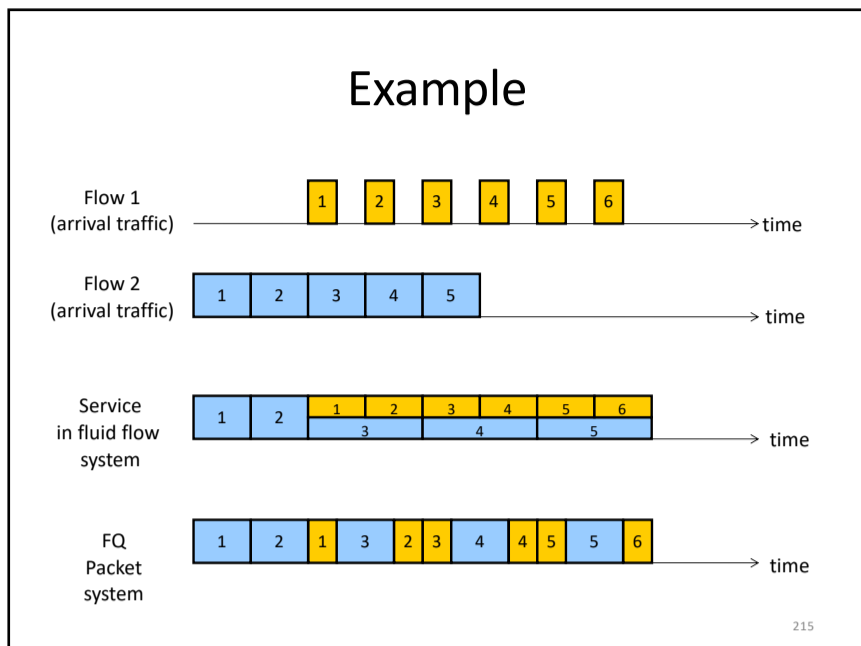 Example
Flow 1
(arrival traffic)
1 2 3 4 5 6
time
Flow 2
(arrival traffic)
1 2 3 4 5
time
Service
in fluid flow
system
1 2 3 4 5 6
1 2
3 4 5
time
FQ
Packet
system
1 2 1 3 2 3 4 4 5 5 6
time
215